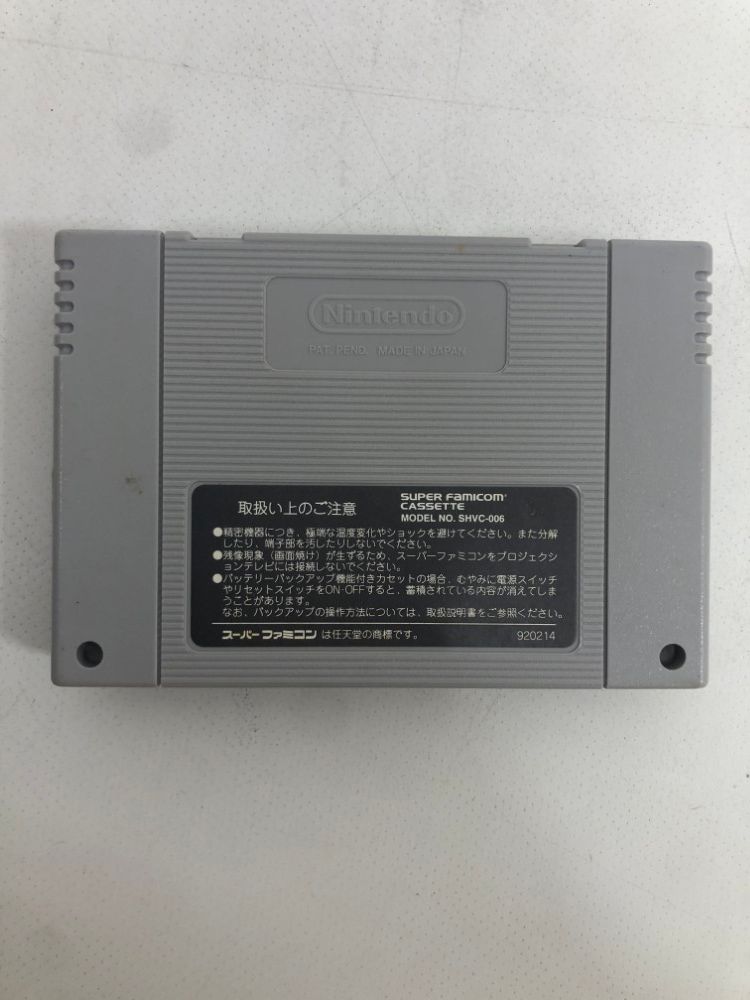 Nintendo
PAT. PEND. MADE IN JAPAN
取扱い上のご注意
SUPER FAMICOM
CASSETTE
MODEL NO. SHVC-006
●精密機器につき、極端な温度変化やショックを避けてください。また分解
したり、端子部を汚したりしないでください。
●残像現象（画面焼け）が生ずるため、スーパーファミコンをプロジェクシ
ョンテレビには接続しないでください。
●バッテリーバックアップ機能付きカセットの場合、むやみに電源スイッチ
やリセットスイッチをON-OFFすると、蓄積されている内容が消えてしま
うことがあります。
なお、バックアップの操作方法については、取扱説明書をご参照ください。
スーパーファミコンは任天堂の商標です。
920214